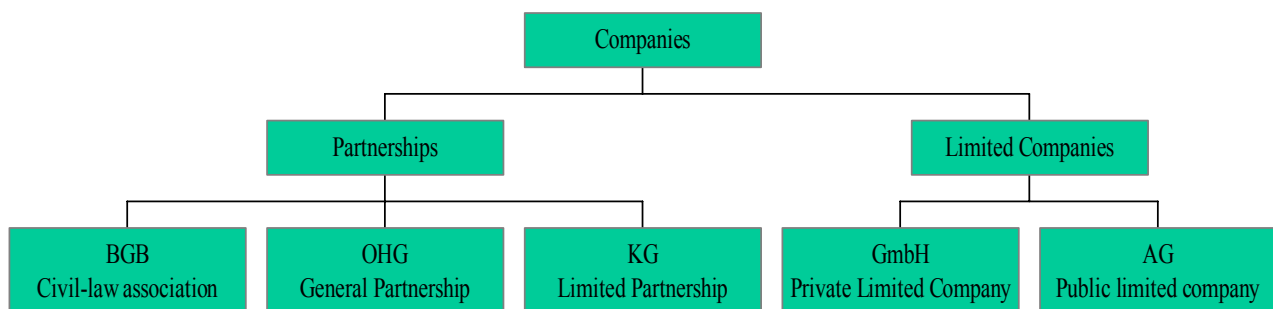 Companies
Partnerships
Limited Companies
BGB
Civil-law association
OHG
General Partnership
KG
Limited Partnership
GmbH
Private Limited Company
AG
Public limited company